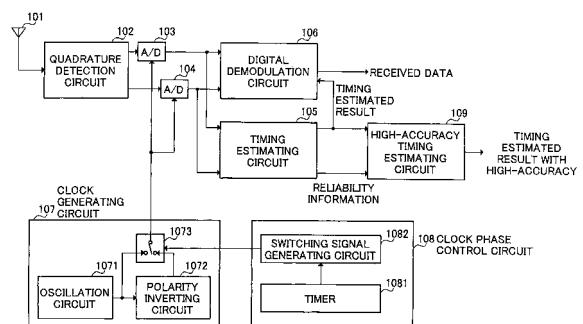 101
102
103
106
QUADRATURE
DETECTION
CIRCUIT
A/D
104
A/D
DIGITAL
DEMODULATION
CIRCUIT
RECEIVED DATA
TIMING
ESTIMATED
RESULT
105
109
TIMING
ESTIMATING
CIRCUIT
HIGH-ACCURACY
TIMING
ESTIMATING
CIRCUIT
TIMING
ESTIMATED
RESULT WITH
HIGH-ACCURACY
RELIABILITY
INFORMATION
CLOCK
GENERATING
CIRCUIT
107
1073
1082
SWITCHING SIGNAL
GENERATING CIRCUIT
108
CLOCK PHASE
CONTROL CIRCUIT
1071
1072
1081
OSCILLATION
CIRCUIT
POLARITY
INVERTING
CIRCUIT
TIMER